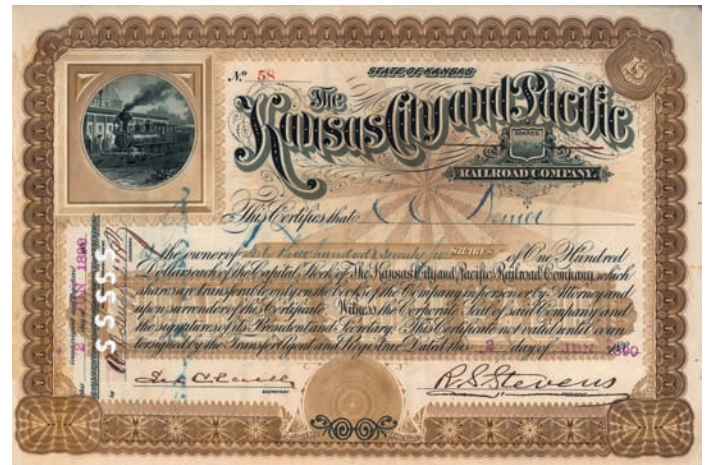 Nº 58
STATE OF KANSAS
The
Kansas City and Pacific
SHARES
RAILROAD COMPANY.
This Certifies that
is the owner of SHARES of One Hundred
Dollars each of the Capital Stock of The Kansas City and Pacific Railroad Company, which
shares are transferable only on the books of the Company in person or by Attorney and
upon surrender of this Certificate. Witness the Corporate Seal of said Company and
the signatures of its President and Secretary. This Certificate not valid until coun-
tersigned by the Transfer Agent and Registrar. Dated this 2 day of JUN 1890
2 JUN 1890
SECRETARY
R.S. Stevens